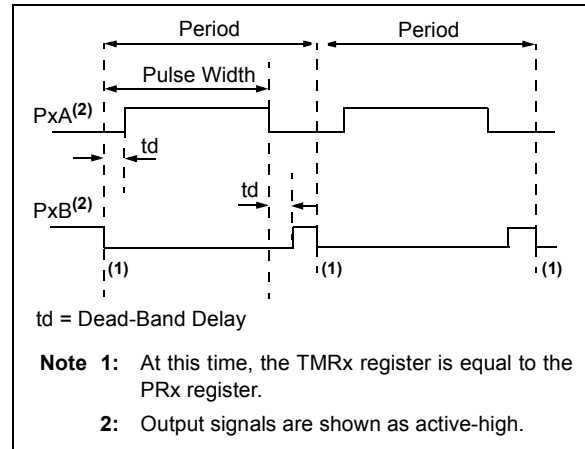 Period Period
Pulse Width
PxA(2)
td
td
PxB(2)
(1) (1) (1)
td = Dead-Band Delay
Note 1: At this time, the TMRx register is equal to the
PRx register.
2: Output signals are shown as active-high.